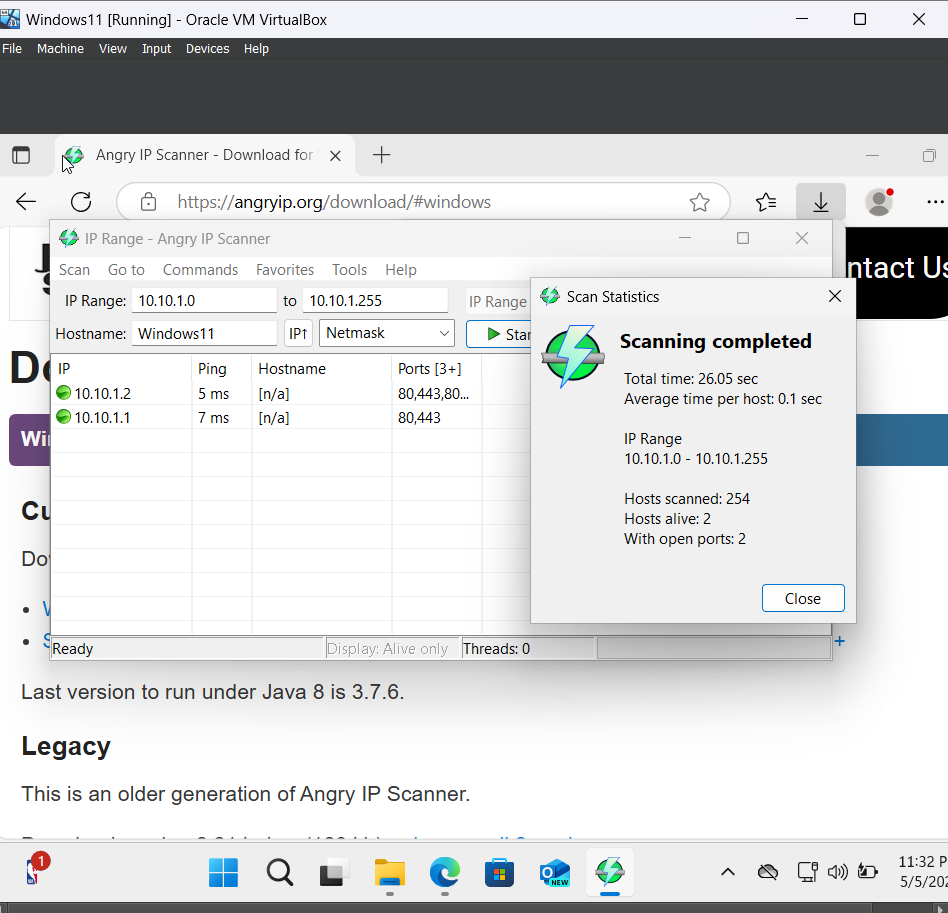 Windows11 [Running] - Oracle VM VirtualBox
File Machine View Input Devices Help
Angry IP Scanner - Download for
https://angryip.org/download/#windows
IP Range - Angry IP Scanner
Scan Go to Commands Favorites Tools Help
IP Range: 10.10.1.0 to 10.10.1.255 IP Range
Hostname: Windows11 IP↑ Netmask Star
IP Ping Hostname Ports [3+]
10.10.1.2 5 ms [n/a] 80,443,80...
10.10.1.1 7 ms [n/a] 80,443
Ready Display: Alive only Threads: 0
Scan Statistics
Scanning completed
Total time: 26.05 sec
Average time per host: 0.1 sec
IP Range
10.10.1.0 - 10.10.1.255
Hosts scanned: 254
Hosts alive: 2
With open ports: 2
Close
ntact Us
Wi
Cu
Do
Last version to run under Java 8 is 3.7.6.
Legacy
This is an older generation of Angry IP Scanner.
1
NEW
11:32 P
5/5/202